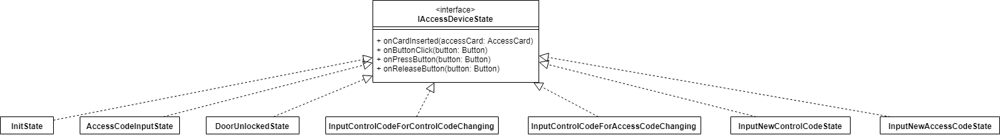 <interface>
IAccessDeviceState
+ onCardInserted(accessCard: AccessCard)
+ onButtonClick(button: Button)
+ onPressButton(button: Button)
+ onReleaseButton(button: Button)
InitState
AccessCodeInputState
DoorUnlockedState
InputControlCodeForControlCodeChanging
InputControlCodeForAccessCodeChanging
InputNewControlCodeState
InputNewAccessCodeState